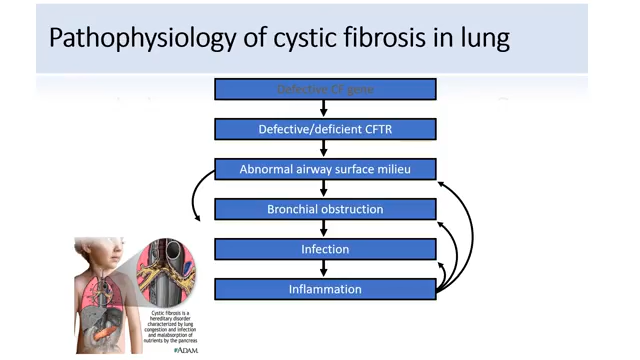 Pathophysiology of cystic fibrosis in lung
Defective CF gene
Defective/deficient CFTR
Abnormal airway surface milieu
Bronchial obstruction
Infection
Inflammation
Cystic fibrosis is a
hereditary disorder
characterized by lung
congestion and infection
and malabsorption of
nutrients by the pancreas
ADAM